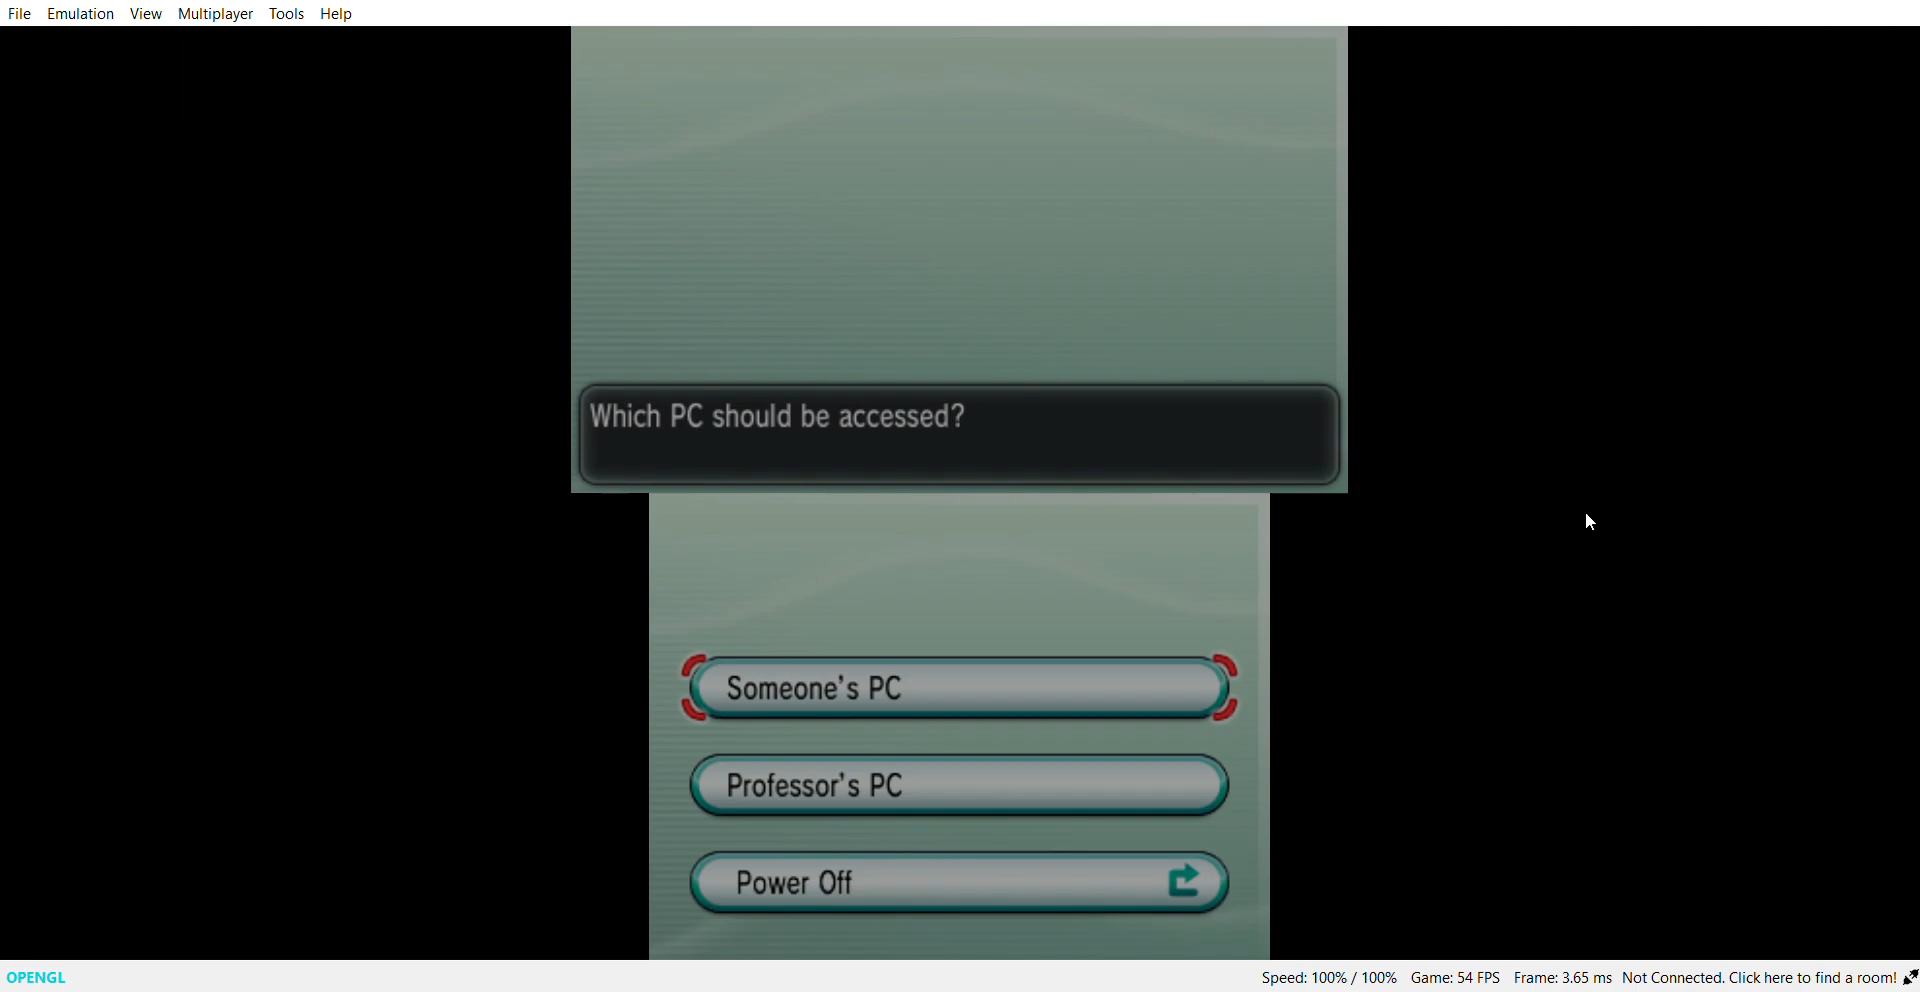 File Emulation View Multiplayer Tools Help
Which PC should be accessed?
Someone's PC
Professor's PC
Power Off
OPENGL Speed: 100% / 100% Game: 54 FPS Frame: 3.65 ms Not Connected. Click here to find a room!